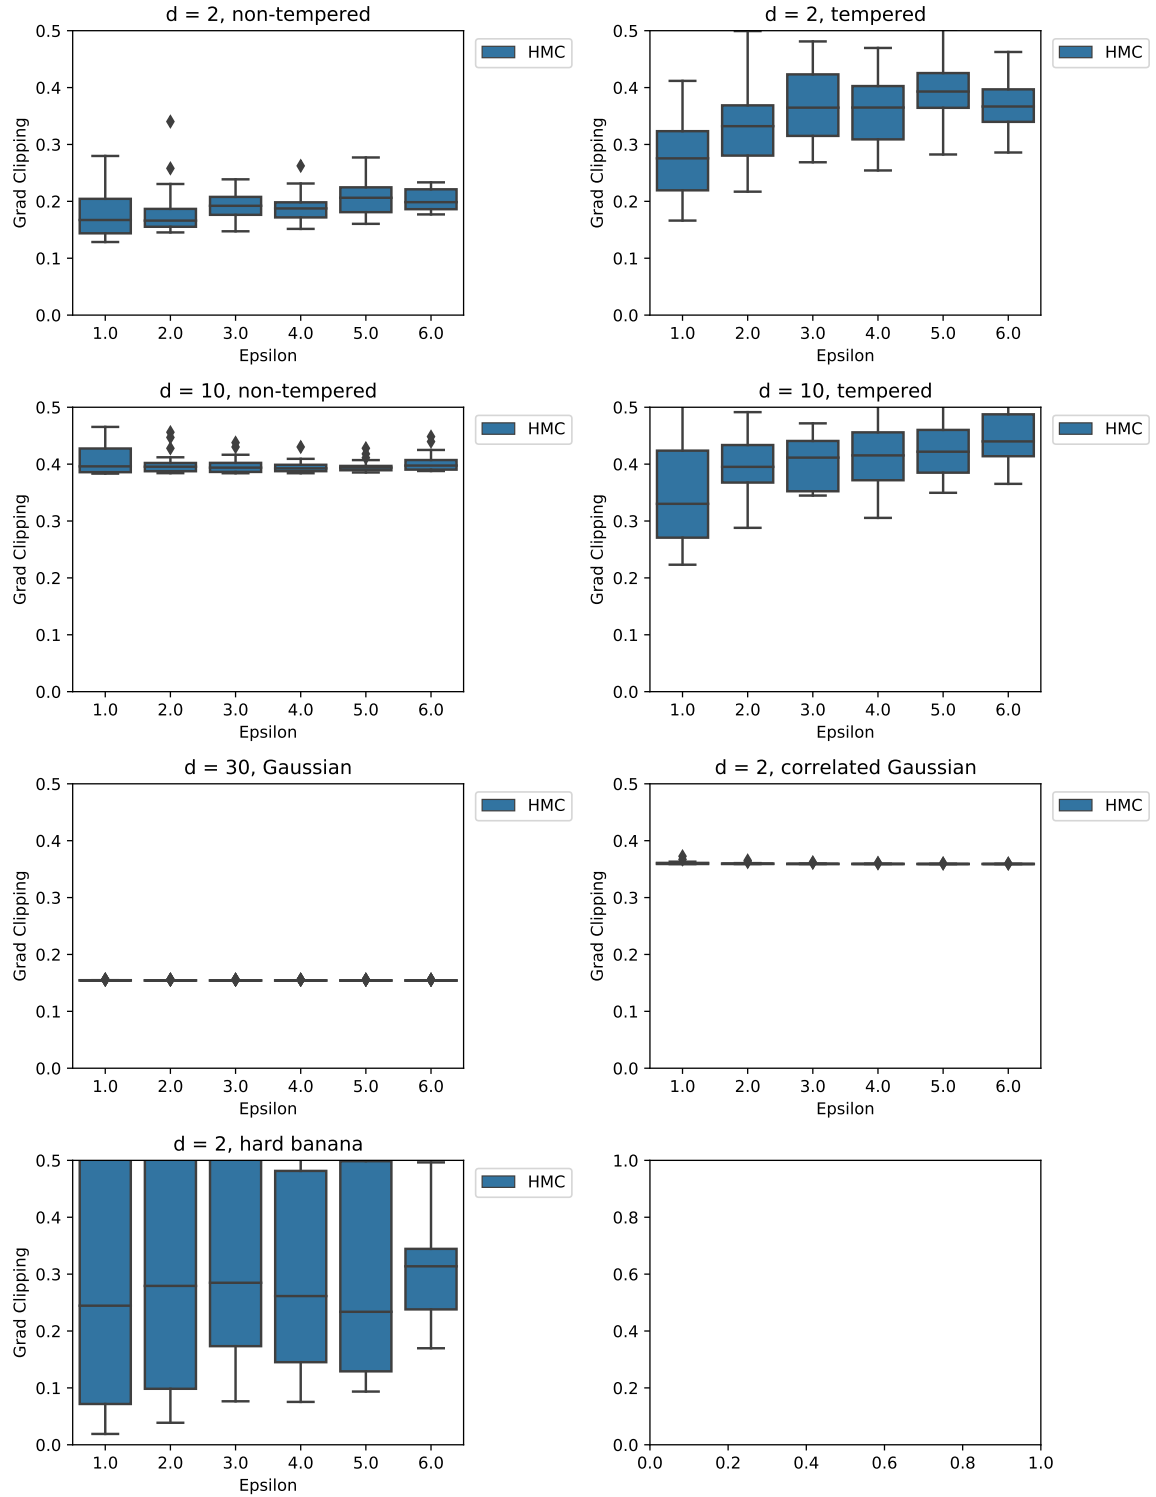 d = 2, non-tempered
Grad Clipping
0.5
0.4
0.3
0.2
0.1
0.0
1.0 2.0 3.0 4.0 5.0 6.0
Epsilon
HMC
d = 2, tempered
Grad Clipping
0.5
0.4
0.3
0.2
0.1
0.0
1.0 2.0 3.0 4.0 5.0 6.0
Epsilon
HMC
d = 10, non-tempered
Grad Clipping
0.5
0.4
0.3
0.2
0.1
0.0
1.0 2.0 3.0 4.0 5.0 6.0
Epsilon
HMC
d = 10, tempered
Grad Clipping
0.5
0.4
0.3
0.2
0.1
0.0
1.0 2.0 3.0 4.0 5.0 6.0
Epsilon
HMC
d = 30, Gaussian
Grad Clipping
0.5
0.4
0.3
0.2
0.1
0.0
1.0 2.0 3.0 4.0 5.0 6.0
Epsilon
HMC
d = 2, correlated Gaussian
Grad Clipping
0.5
0.4
0.3
0.2
0.1
0.0
1.0 2.0 3.0 4.0 5.0 6.0
Epsilon
HMC
d = 2, hard banana
Grad Clipping
0.5
0.4
0.3
0.2
0.1
0.0
1.0 2.0 3.0 4.0 5.0 6.0
Epsilon
HMC
1.0
0.8
0.6
0.4
0.2
0.0
0.0 0.2 0.4 0.6 0.8 1.0